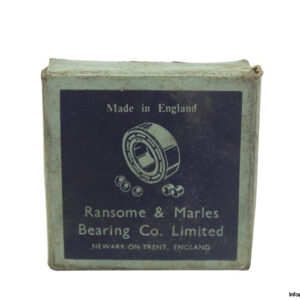 Made in England
Ransome & Marles
Bearing Co. Limited
NEWARK-ON-TRENT, ENGLAND